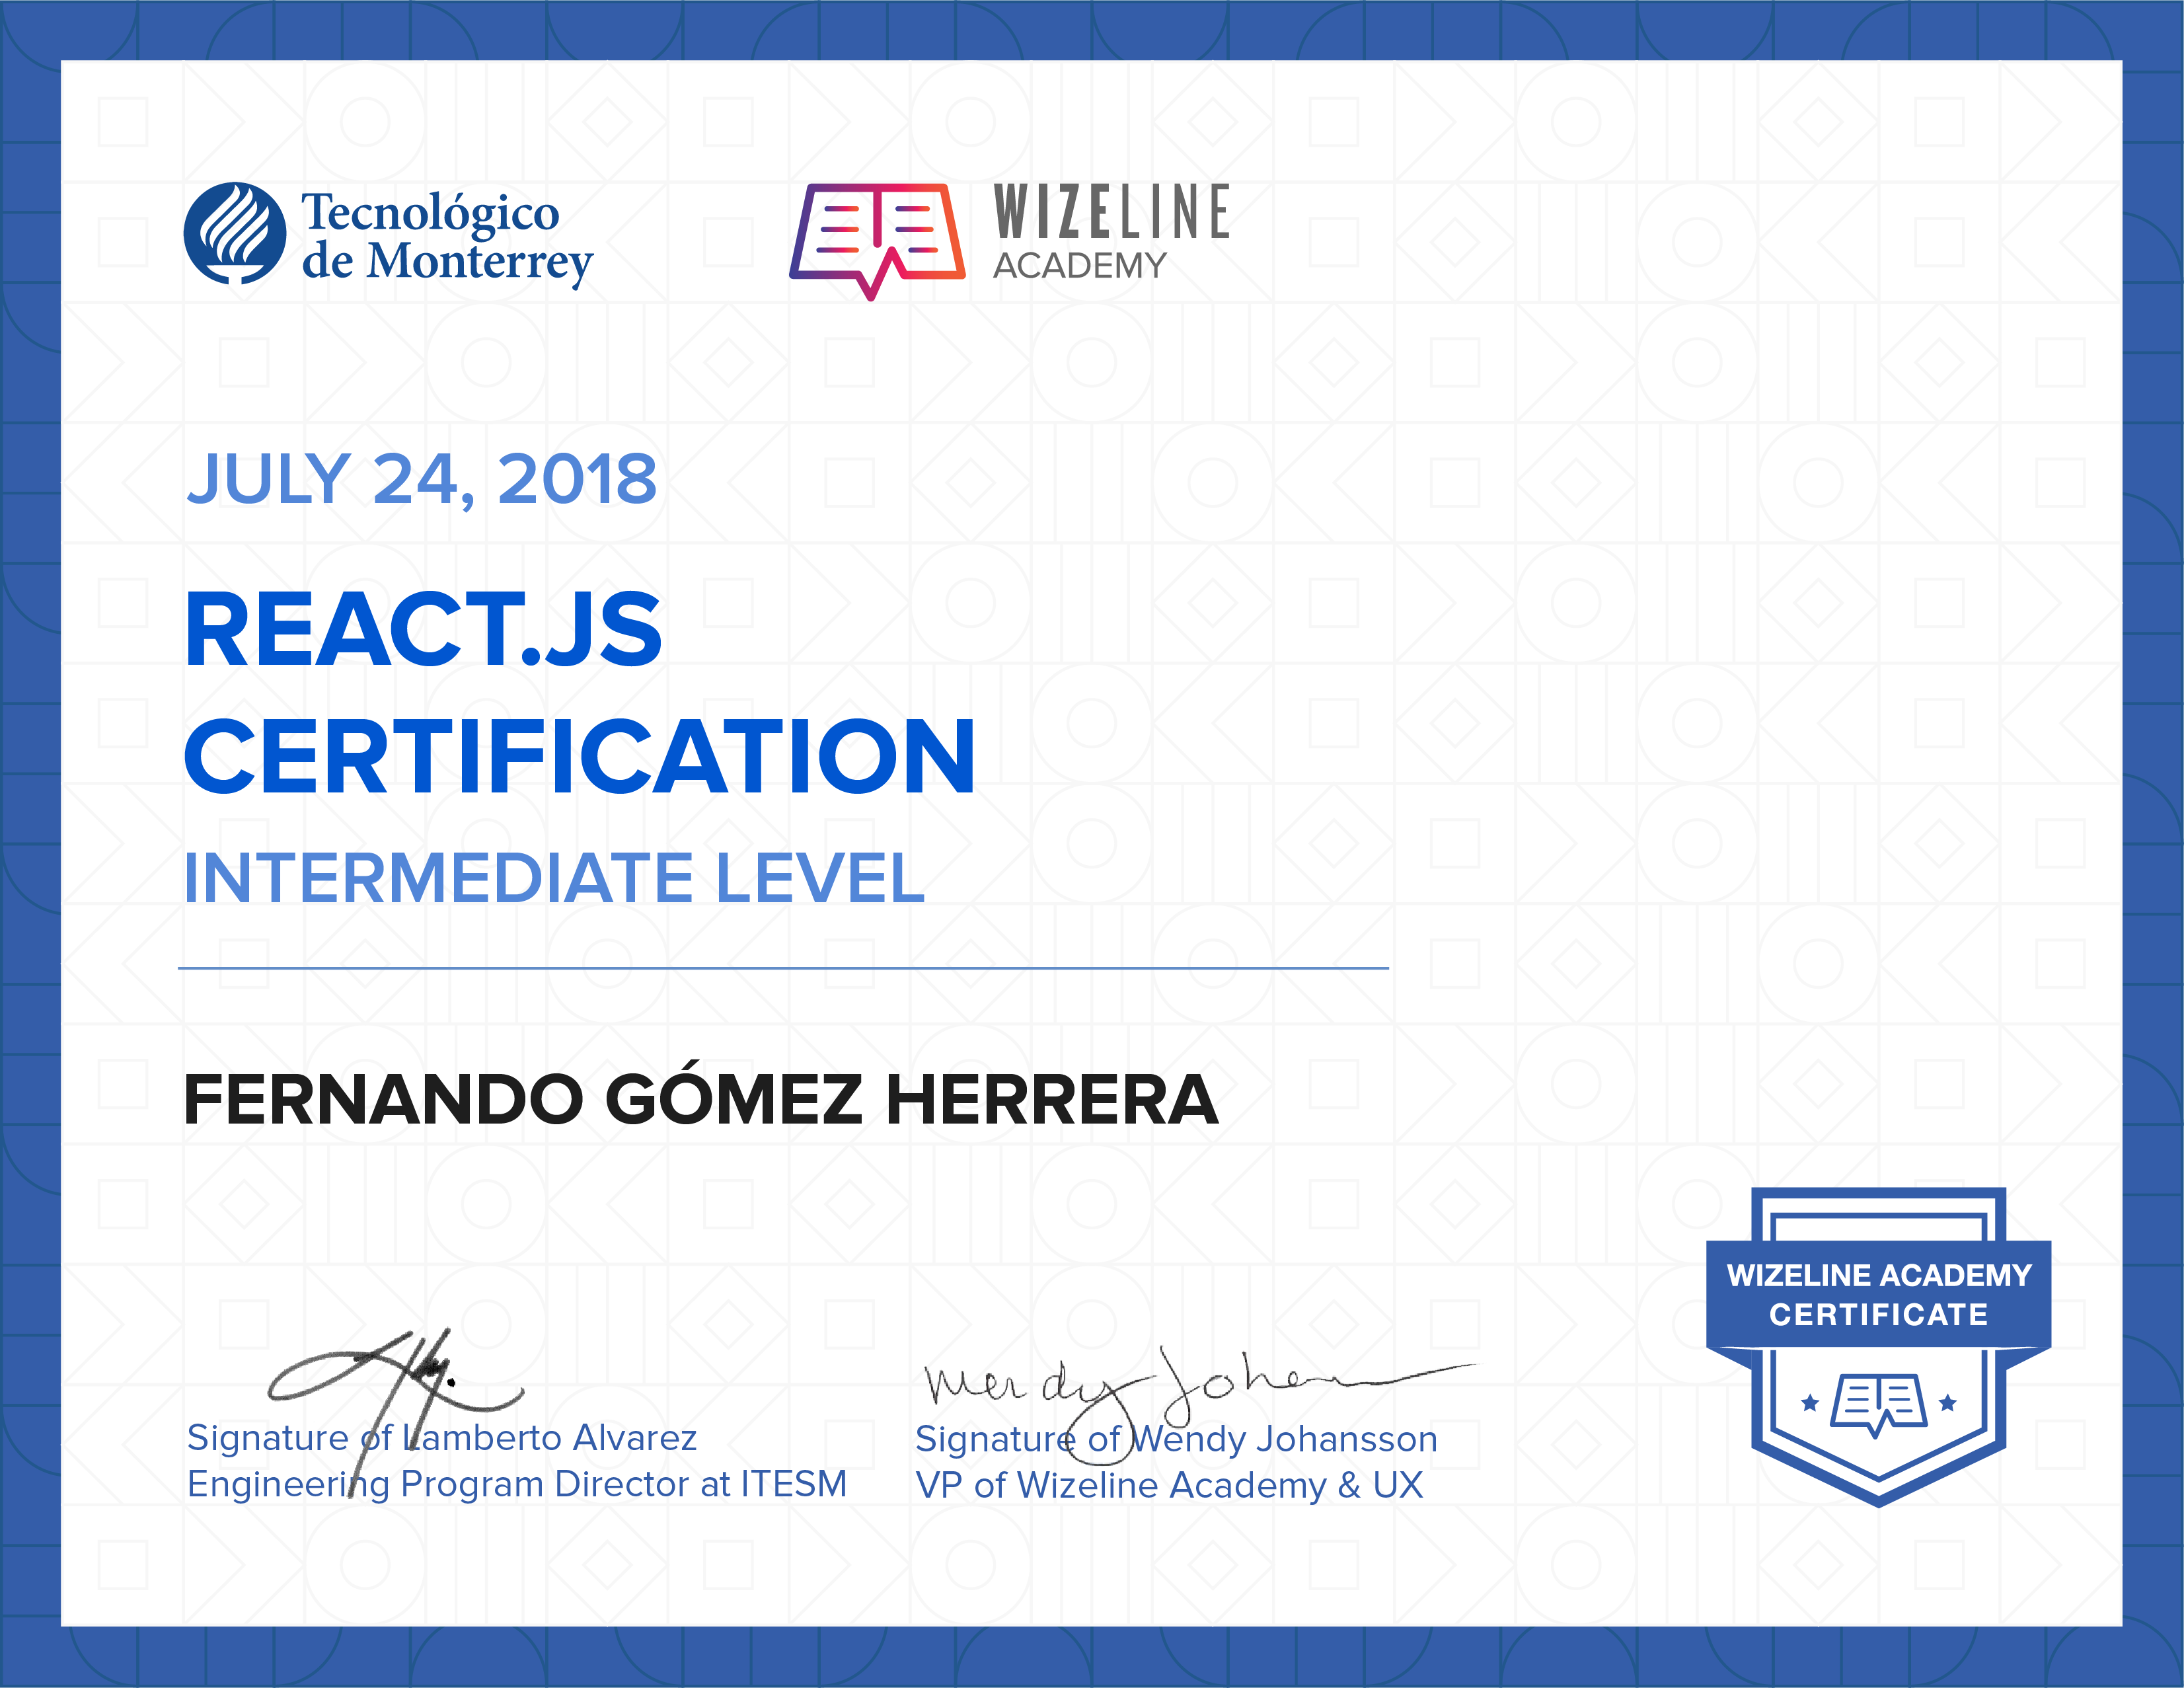 Tecnológico
de Monterrey
WIZELINE
ACADEMY
JULY 24, 2018
REACT.JS
CERTIFICATION
INTERMEDIATE LEVEL
FERNANDO GÓMEZ HERRERA
Wendy Johan
Signature of Lamberto Alvarez
Engineering Program Director at ITESM
Signature of Wendy Johansson
VP of Wizeline Academy & UX
WIZELINE ACADEMY
CERTIFICATE